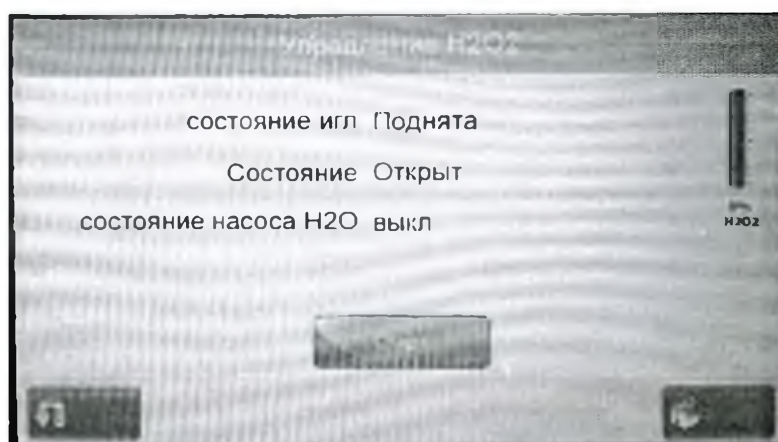 Управление H2O2
состояние игл Поднята
Состояние Открыт
состояние насоса H2O выкл
H2O2